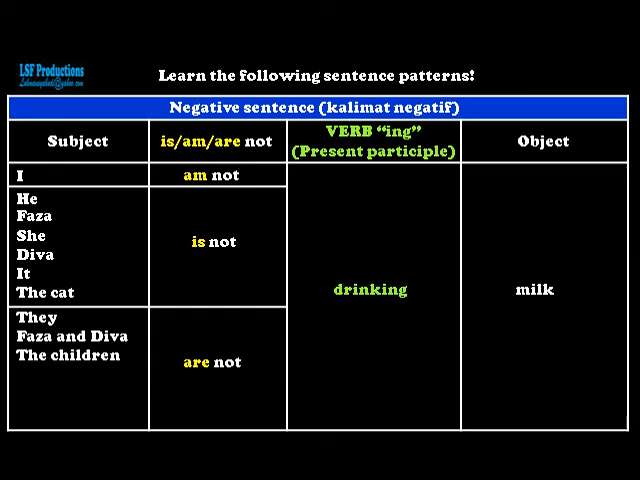 LSF Productions
Learn the following sentence patterns!
Negative sentence (kalimat negatif)
Subject
is/am/are not
VERB “ing”
(Present participle)
Object
I
am not
He
Faza
She
Diva
It
The cat
is not
drinking
milk
They
Faza and Diva
The children
are not